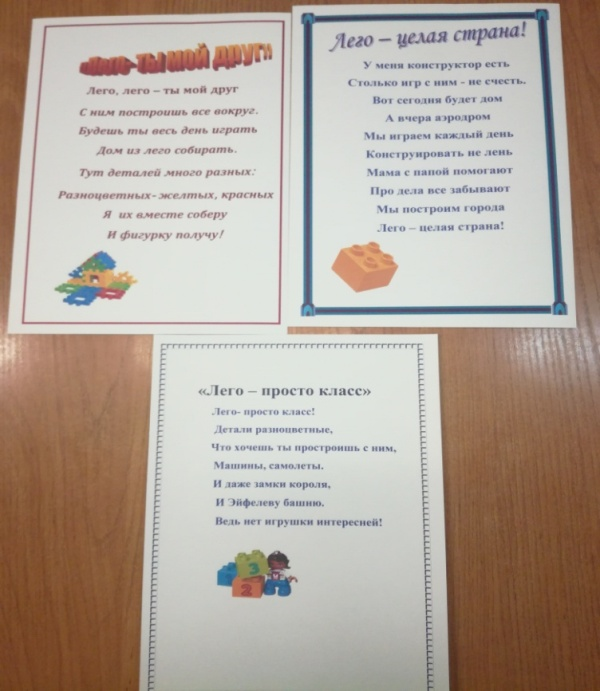 «Лего- ты мой друг»
Лего, лего – ты мой друг
С ним построишь все вокруг.
Будешь ты весь день играть
Дом из лего собирать.
Тут деталей много разных:
Разноцветных- желтых, красных
Я их вместе соберу
И фигурку получу!
Лего – целая страна!
У меня конструктор есть
Столько игр с ним - не счесть.
Вот сегодня будет дом
А вчера аэродром
Мы играем каждый день
Конструировать не лень
Мама с папой помогают
Про дела все забывают
Мы построим города
Лего – целая страна!
«Лего – просто класс»
Лего- просто класс!
Детали разноцветные,
Что хочешь ты простроишь с ним,
Машины, самолеты.
И даже замки короля,
И Эйфелеву башню.
Ведь нет игрушки интересней!
3
2